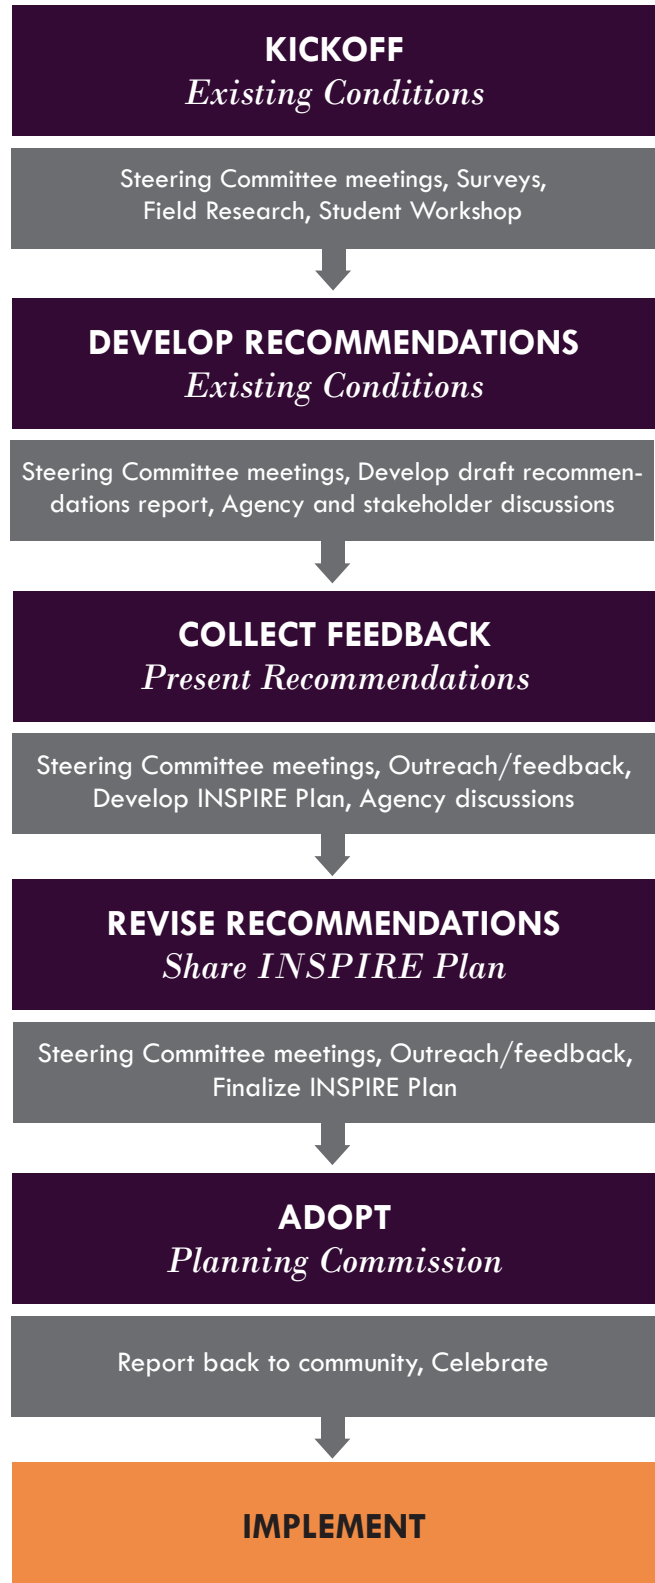 KICKOFF
Existing Conditions
Steering Committee meetings, Surveys,
Field Research, Student Workshop
DEVELOP RECOMMENDATIONS
Existing Conditions
Steering Committee meetings, Develop draft recommen-
dations report, Agency and stakeholder discussions
COLLECT FEEDBACK
Present Recommendations
Steering Committee meetings, Outreach/feedback,
Develop INSPIRE Plan, Agency discussions
REVISE RECOMMENDATIONS
Share INSPIRE Plan
Steering Committee meetings, Outreach/feedback,
Finalize INSPIRE Plan
ADOPT
Planning Commission
Report back to community, Celebrate
IMPLEMENT